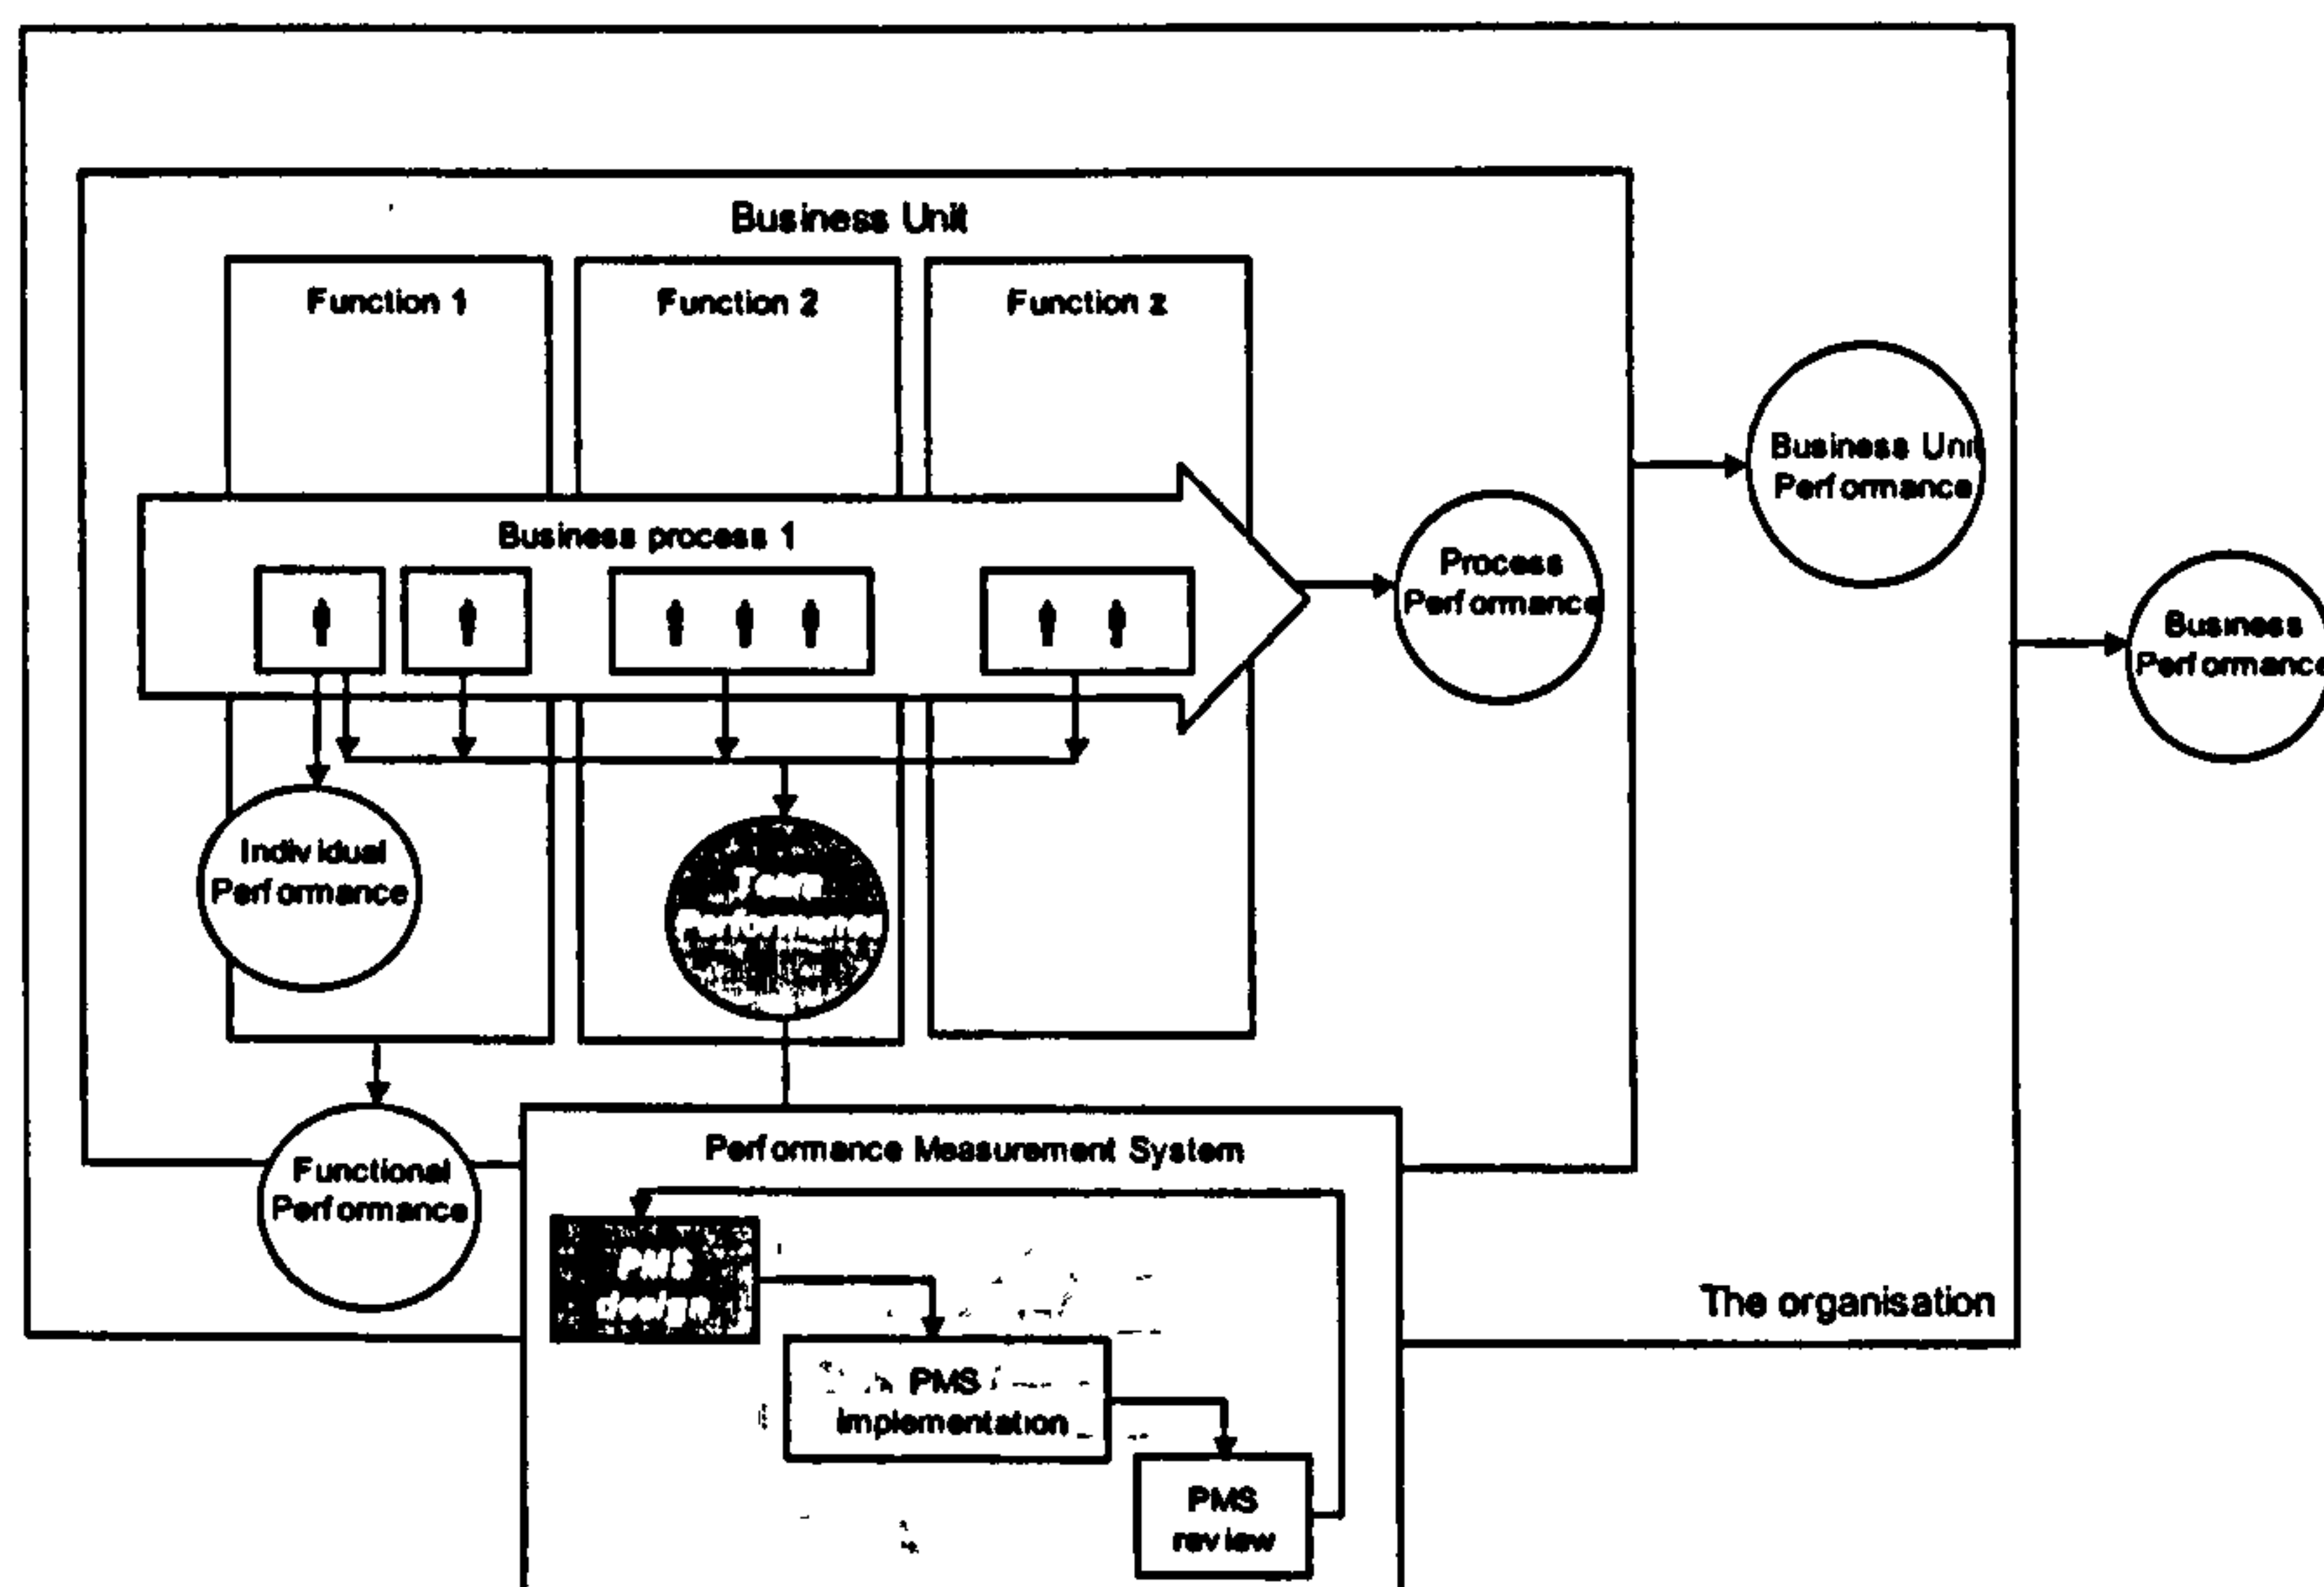 Business Unit
Function 1
Function 2
Function z
Business process 1
Process
Performance
Business Unit
Performance
Business
Performance
Individual
Performance
Team
Functional
Performance
Performance Measurement System
PMS
design
PMS
implementation
PMS
review
The organisation